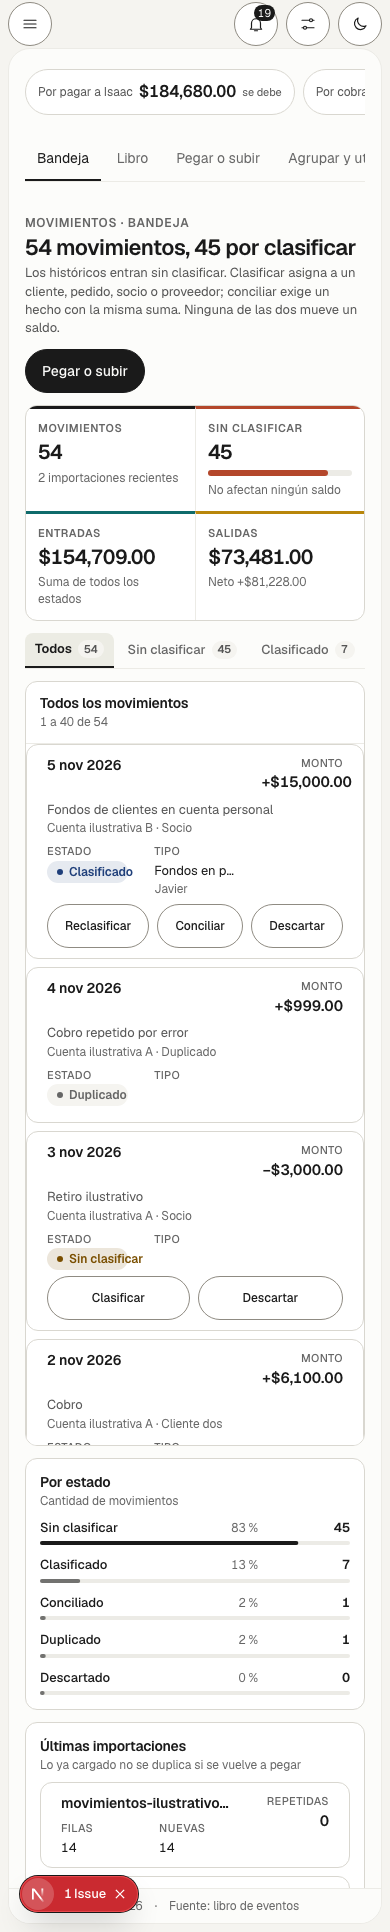 19
Por pagar a Isaac $184,680.00 se debe
Por cobra
Bandeja Libro Pegar o subir Agrupar y ut
MOVIMIENTOS · BANDEJA
54 movimientos, 45 por clasificar
Los históricos entran sin clasificar. Clasificar asigna a un
cliente, pedido, socio o proveedor; conciliar exige un
hecho con la misma suma. Ninguna de las dos mueve un
saldo.
Pegar o subir
MOVIMIENTOS
54
2 importaciones recientes
SIN CLASIFICAR
45
No afectan ningún saldo
ENTRADAS
$154,709.00
Suma de todos los
estados
SALIDAS
$73,481.00
Neto +$81,228.00
Todos 54 Sin clasificar 45 Clasificado 7
Todos los movimientos
1 a 40 de 54
5 nov 2026
MONTO
+$15,000.00
Fondos de clientes en cuenta personal
Cuenta ilustrativa B · Socio
ESTADO TIPO
Clasificado Fondos en p…
Javier
Reclasificar Conciliar Descartar
4 nov 2026
MONTO
+$999.00
Cobro repetido por error
Cuenta ilustrativa A · Duplicado
ESTADO TIPO
Duplicado
3 nov 2026
MONTO
−$3,000.00
Retiro ilustrativo
Cuenta ilustrativa A · Socio
ESTADO TIPO
Sin clasificar
Clasificar Descartar
2 nov 2026
MONTO
+$6,100.00
Cobro
Cuenta ilustrativa A · Cliente dos
ESTADO TIPO
Por estado
Cantidad de movimientos
Sin clasificar 83 % 45
Clasificado 13 % 7
Conciliado 2 % 1
Duplicado 2 % 1
Descartado 0 % 0
Últimas importaciones
Lo ya cargado no se duplica si se vuelve a pegar
movimientos-ilustrativo…
REPETIDAS
0
FILAS NUEVAS
14 14
N 1 Issue
26 · Fuente: libro de eventos